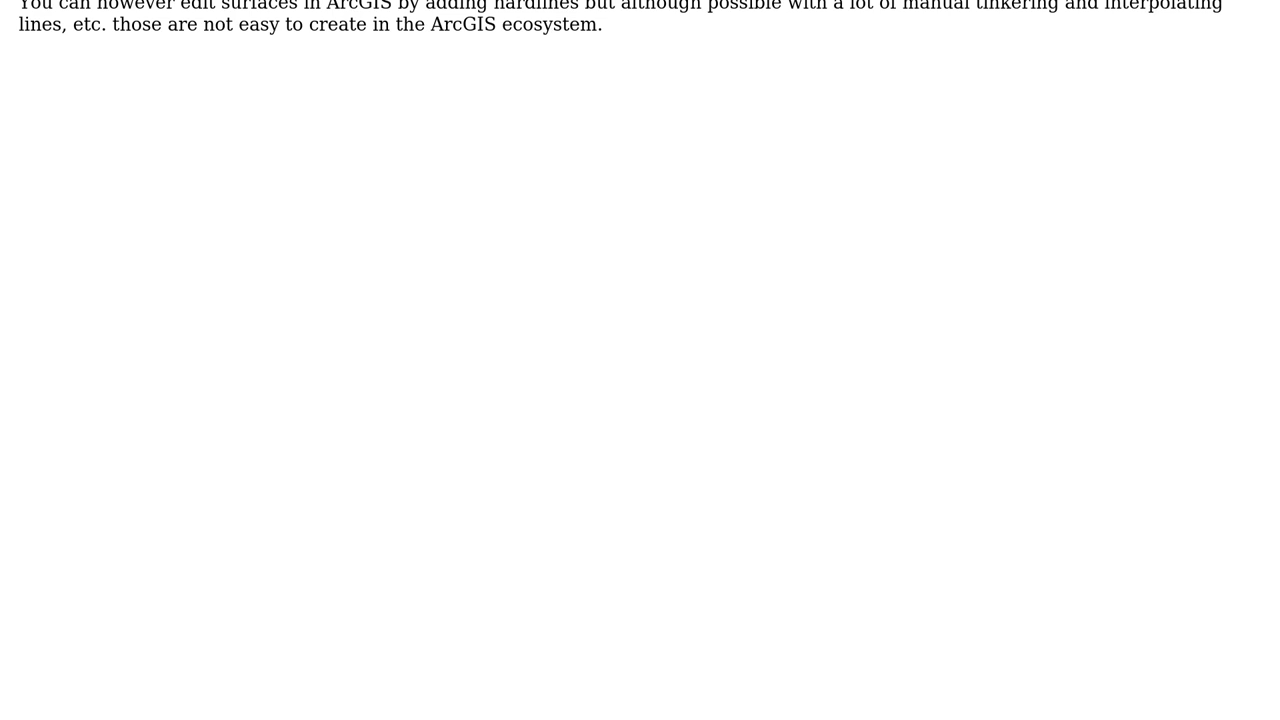 You can however edit surfaces in ArcGIS by adding hardlines but although possible with a lot of manual tinkering and interpolating
lines, etc. those are not easy to create in the ArcGIS ecosystem.